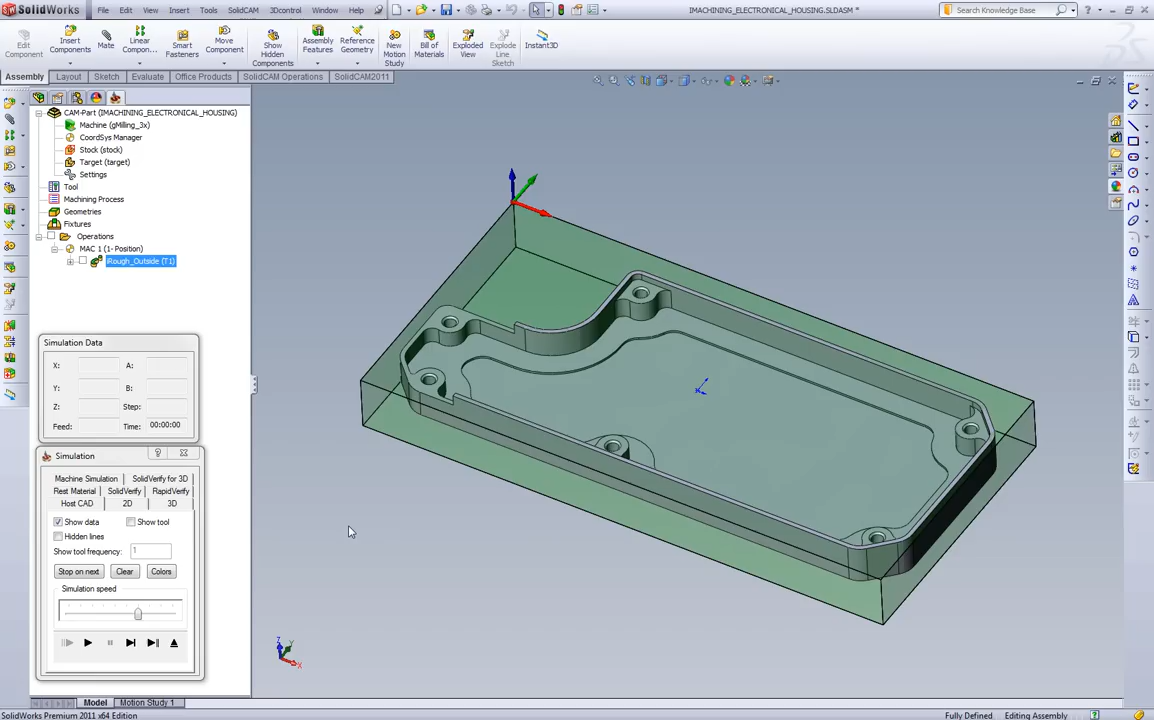 SolidWorks File Edit View Insert Tools SolidCAM 3Dcontrol Window Help IMACHINING_ELECTRONICAL_HOUSING.SLDASM * Search Knowledge Base
Edit Component Insert Components Mate Linear Compon... Smart Fasteners Move Component Show Hidden Components Assembly Features Reference Geometry New Motion Study Bill of Materials Exploded View Explode Line Sketch Instant3D
Assembly Layout Sketch Evaluate Office Products SolidCAM Operations SolidCAM2011
CAM-Part (IMACHINING_ELECTRONICAL_HOUSING)
Machine (gMilling_3x)
CoordSys Manager
Stock (stock)
Target (target)
Settings
Tool
Machining Process
Geometries
Fixtures
Operations
MAC 1 (1- Position)
iRough_Outside (T1)
Simulation Data
X: A:
Y: B:
Z: Step:
Feed: Time: 00:00:00
Simulation
Machine Simulation SolidVerify for 3D
Rest Material SolidVerify RapidVerify
Host CAD 2D 3D
Show data Show tool
Hidden lines
Show tool frequency: 1
Stop on next Clear Colors
Simulation speed
Z Y X
Model Motion Study 1
SolidWorks Premium 2011 x64 Edition Fully Defined Editing Assembly